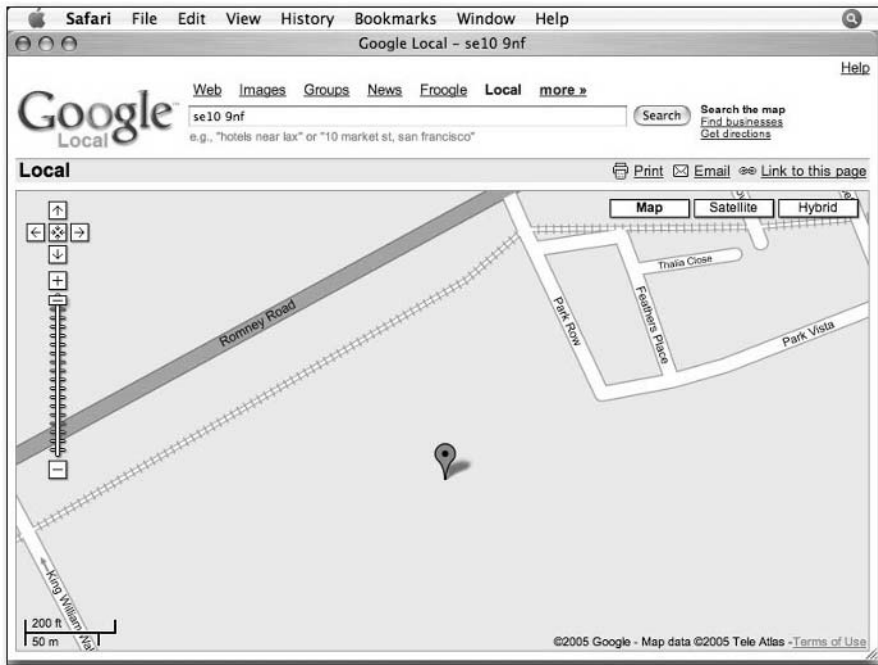 Safari File Edit View History Bookmarks Window Help
Google Local – se10 9nf
Help
Google Local
Web Images Groups News Froogle Local more »
se10 9nf
Search
Search the map
Find businesses
Get directions
e.g., "hotels near lax" or "10 market st, san francisco"
Local
Print Email Link to this page
Map Satellite Hybrid
Thalia Close
Romney Road
Park Row
Feathers Place
Park Vista
King William
200 ft
50 m
©2005 Google - Map data ©2005 Tele Atlas - Terms of Use